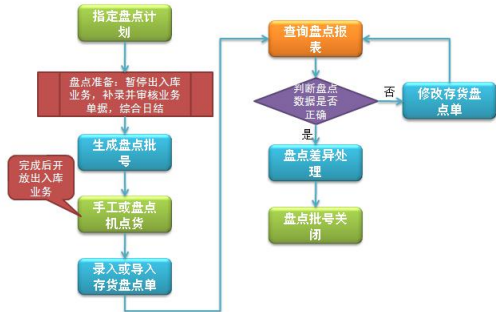 指定盘点计
划
盘点准备：暂停出入库
业务，补录并审核业务
单据，综合日结
生成盘点批
号
完成后开
放出入库
业务
手工或盘点
机点货
录入或导入
存货盘点单
查询盘点报
表
判断盘点
数据是否
正确
否
修改存货盘
点单
是
盘点差异处
理
盘点批号关
闭